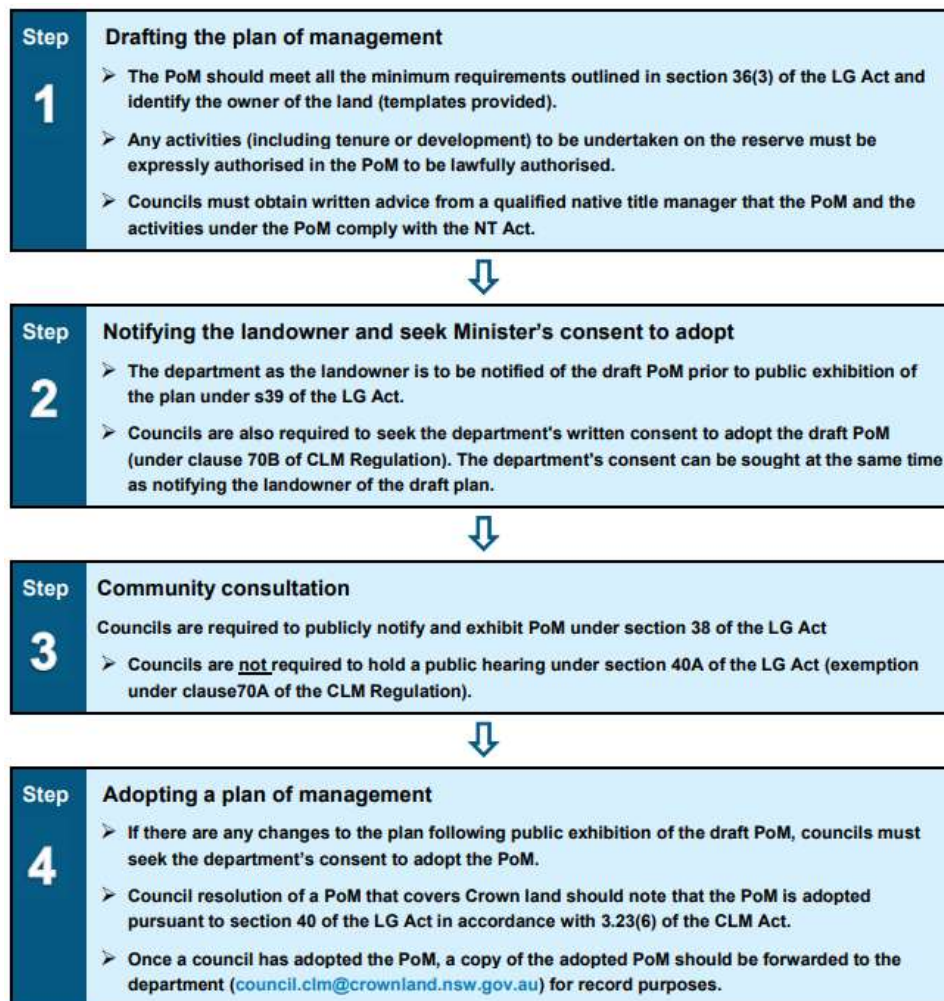 Step
1
Drafting the plan of management
➢ The PoM should meet all the minimum requirements outlined in section 36(3) of the LG Act and
identify the owner of the land (templates provided).
➢ Any activities (including tenure or development) to be undertaken on the reserve must be
expressly authorised in the PoM to be lawfully authorised.
➢ Councils must obtain written advice from a qualified native title manager that the PoM and the
activities under the PoM comply with the NT Act.
Step
2
Notifying the landowner and seek Minister's consent to adopt
➢ The department as the landowner is to be notified of the draft PoM prior to public exhibition of
the plan under s39 of the LG Act.
➢ Councils are also required to seek the department's written consent to adopt the draft PoM
(under clause 70B of CLM Regulation). The department's consent can be sought at the same time
as notifying the landowner of the draft plan.
Step
3
Community consultation
Councils are required to publicly notify and exhibit PoM under section 38 of the LG Act
➢ Councils are not required to hold a public hearing under section 40A of the LG Act (exemption
under clause70A of the CLM Regulation).
Step
4
Adopting a plan of management
➢ If there are any changes to the plan following public exhibition of the draft PoM, councils must
seek the department's consent to adopt the PoM.
➢ Council resolution of a PoM that covers Crown land should note that the PoM is adopted
pursuant to section 40 of the LG Act in accordance with 3.23(6) of the CLM Act.
➢ Once a council has adopted the PoM, a copy of the adopted PoM should be forwarded to the
department (council.clm@crownland.nsw.gov.au) for record purposes.